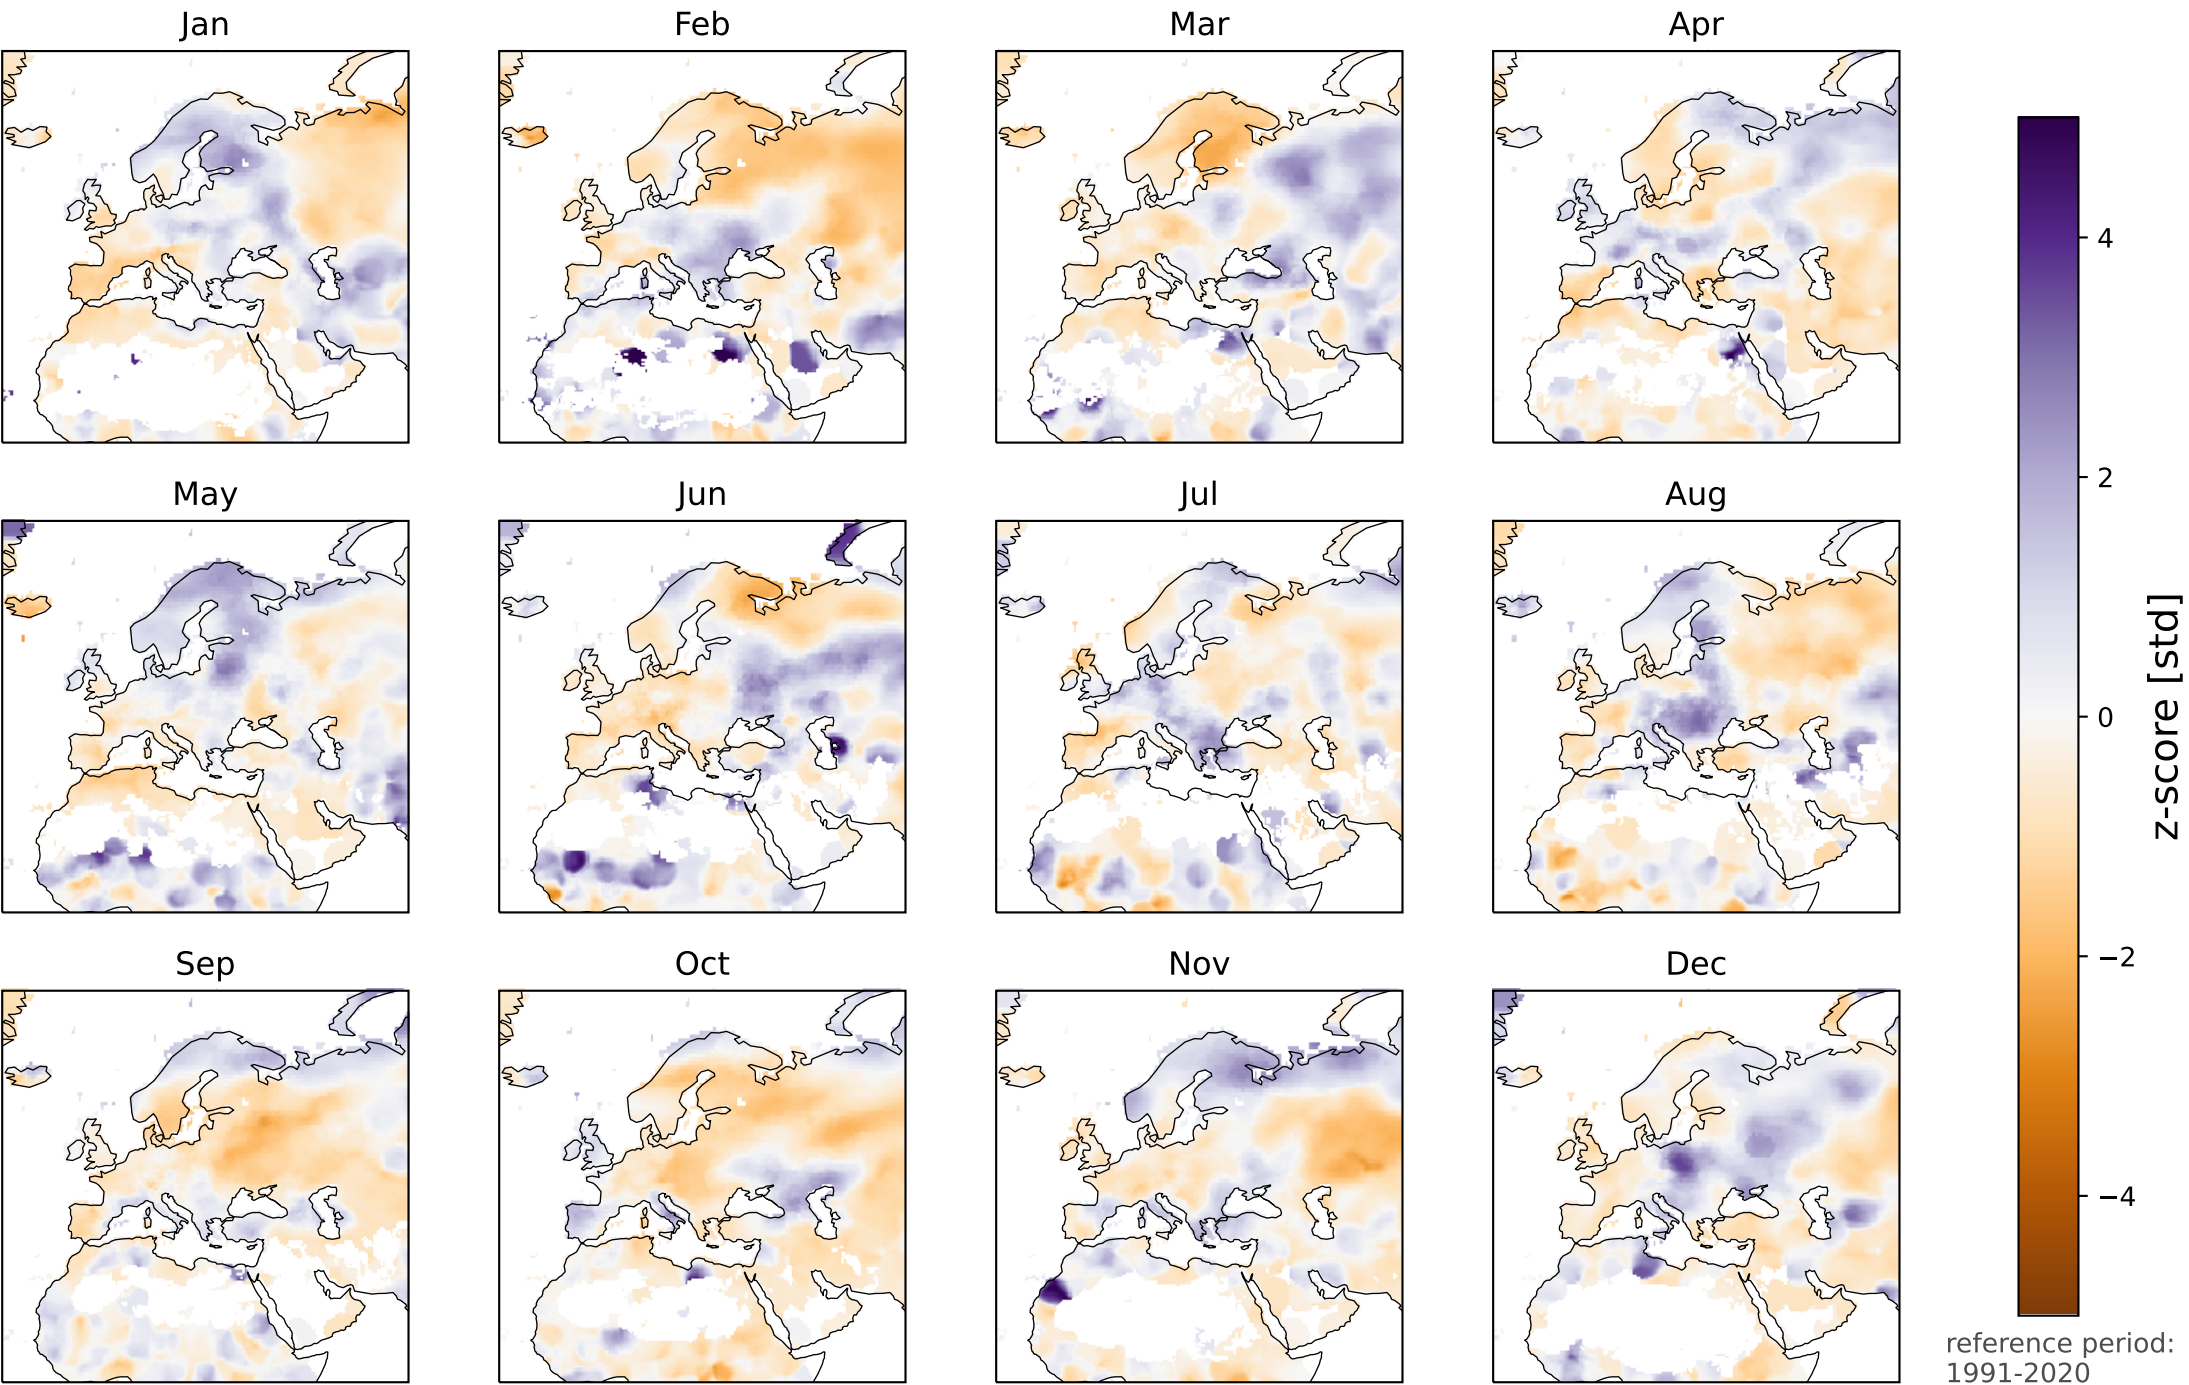 Jan
Feb
Mar
Apr
May
Jun
Jul
Aug
Sep
Oct
Nov
Dec
4
2
0
−2
−4
z-score [std]
reference period:
1991-2020